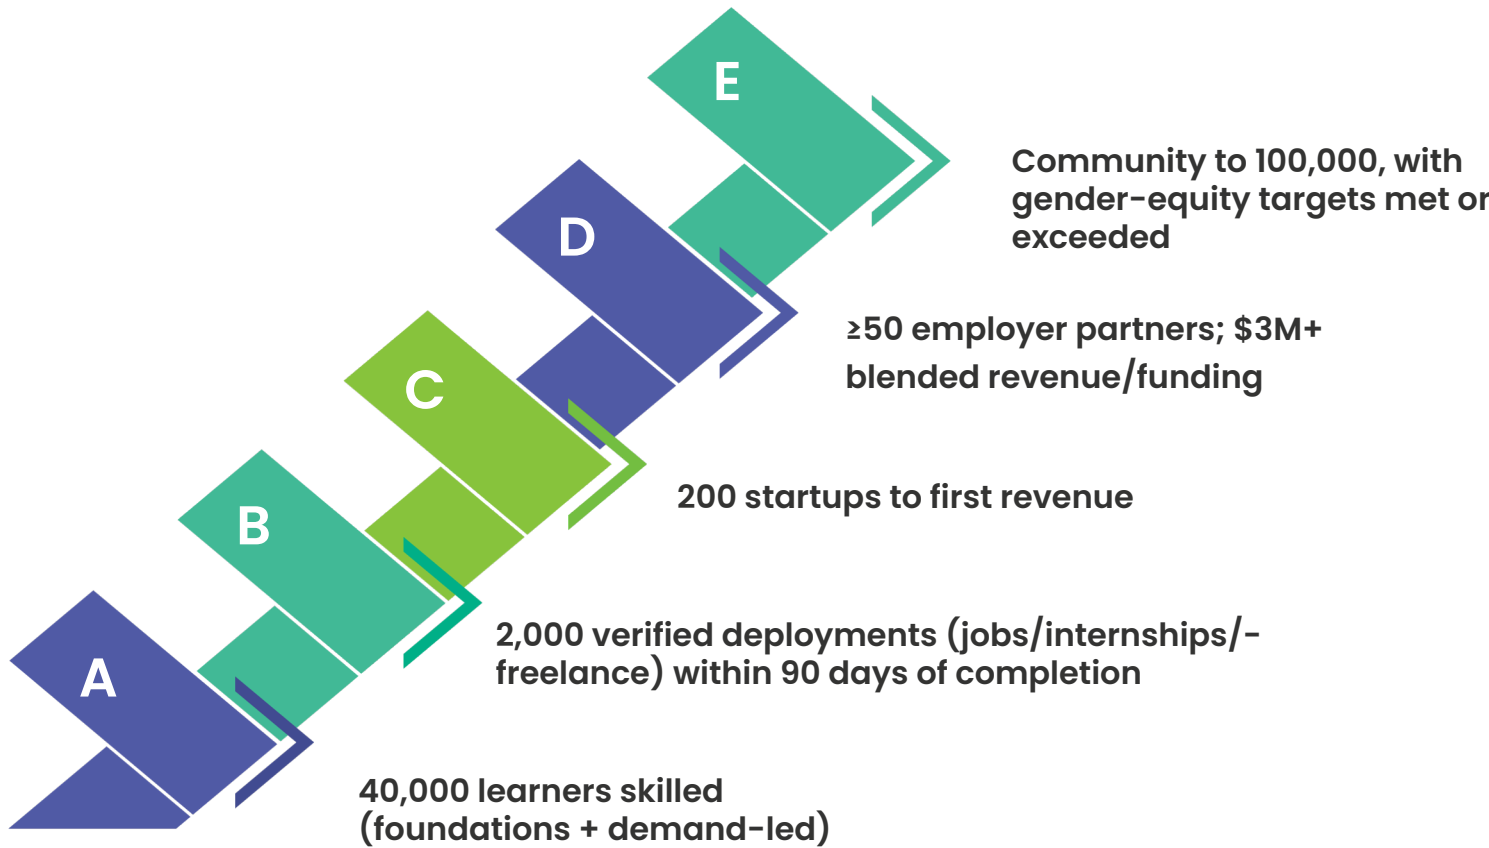 E
Community to 100,000, with
gender-equity targets met or
exceeded
D
≥50 employer partners; $3M+
blended revenue/funding
C
200 startups to first revenue
B
2,000 verified deployments (jobs/internships/-
freelance) within 90 days of completion
A
40,000 learners skilled
(foundations + demand-led)